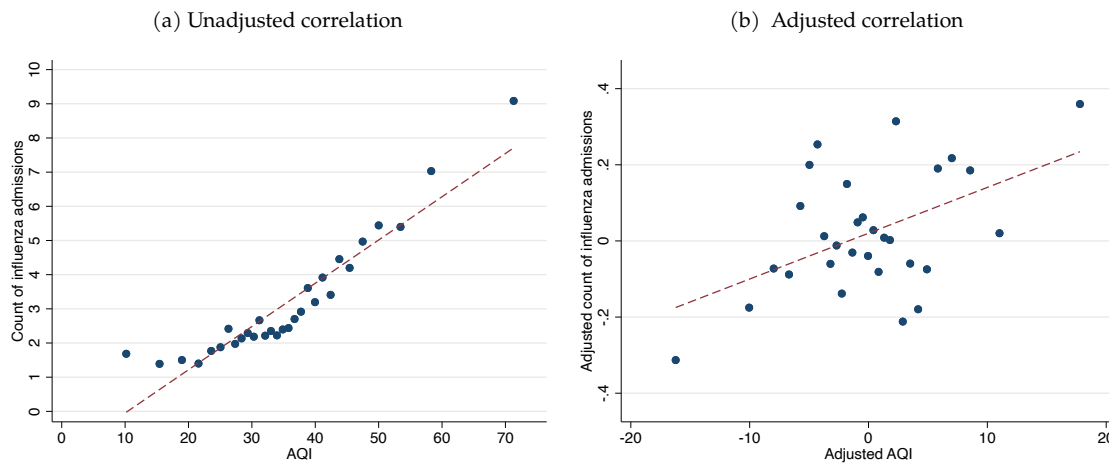 (a) Unadjusted correlation
Count of influenza admissions
10
9
8
7
6
5
4
3
2
1
0
0 10 20 30 40 50 60 70
AQI
(b) Adjusted correlation
Adjusted count of influenza admissions
.4
.2
0
-.2
-.4
-20 -10 0 10 20
Adjusted AQI